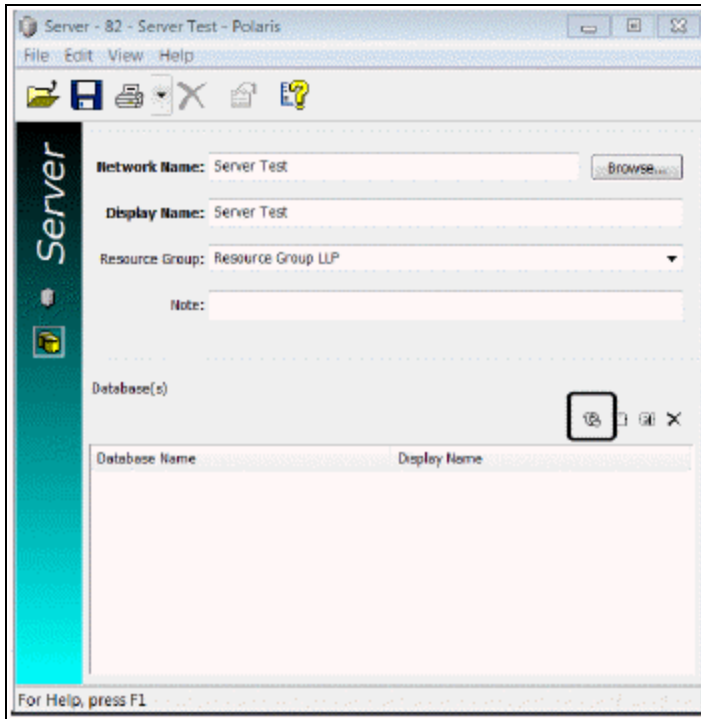 Server - 82 - Server Test - Polaris
File Edit View Help
Server
Network Name: Server Test Browse...
Display Name: Server Test
Resource Group: Resource Group LLP
Note:
Database(s)
Database Name Display Name
For Help, press F1